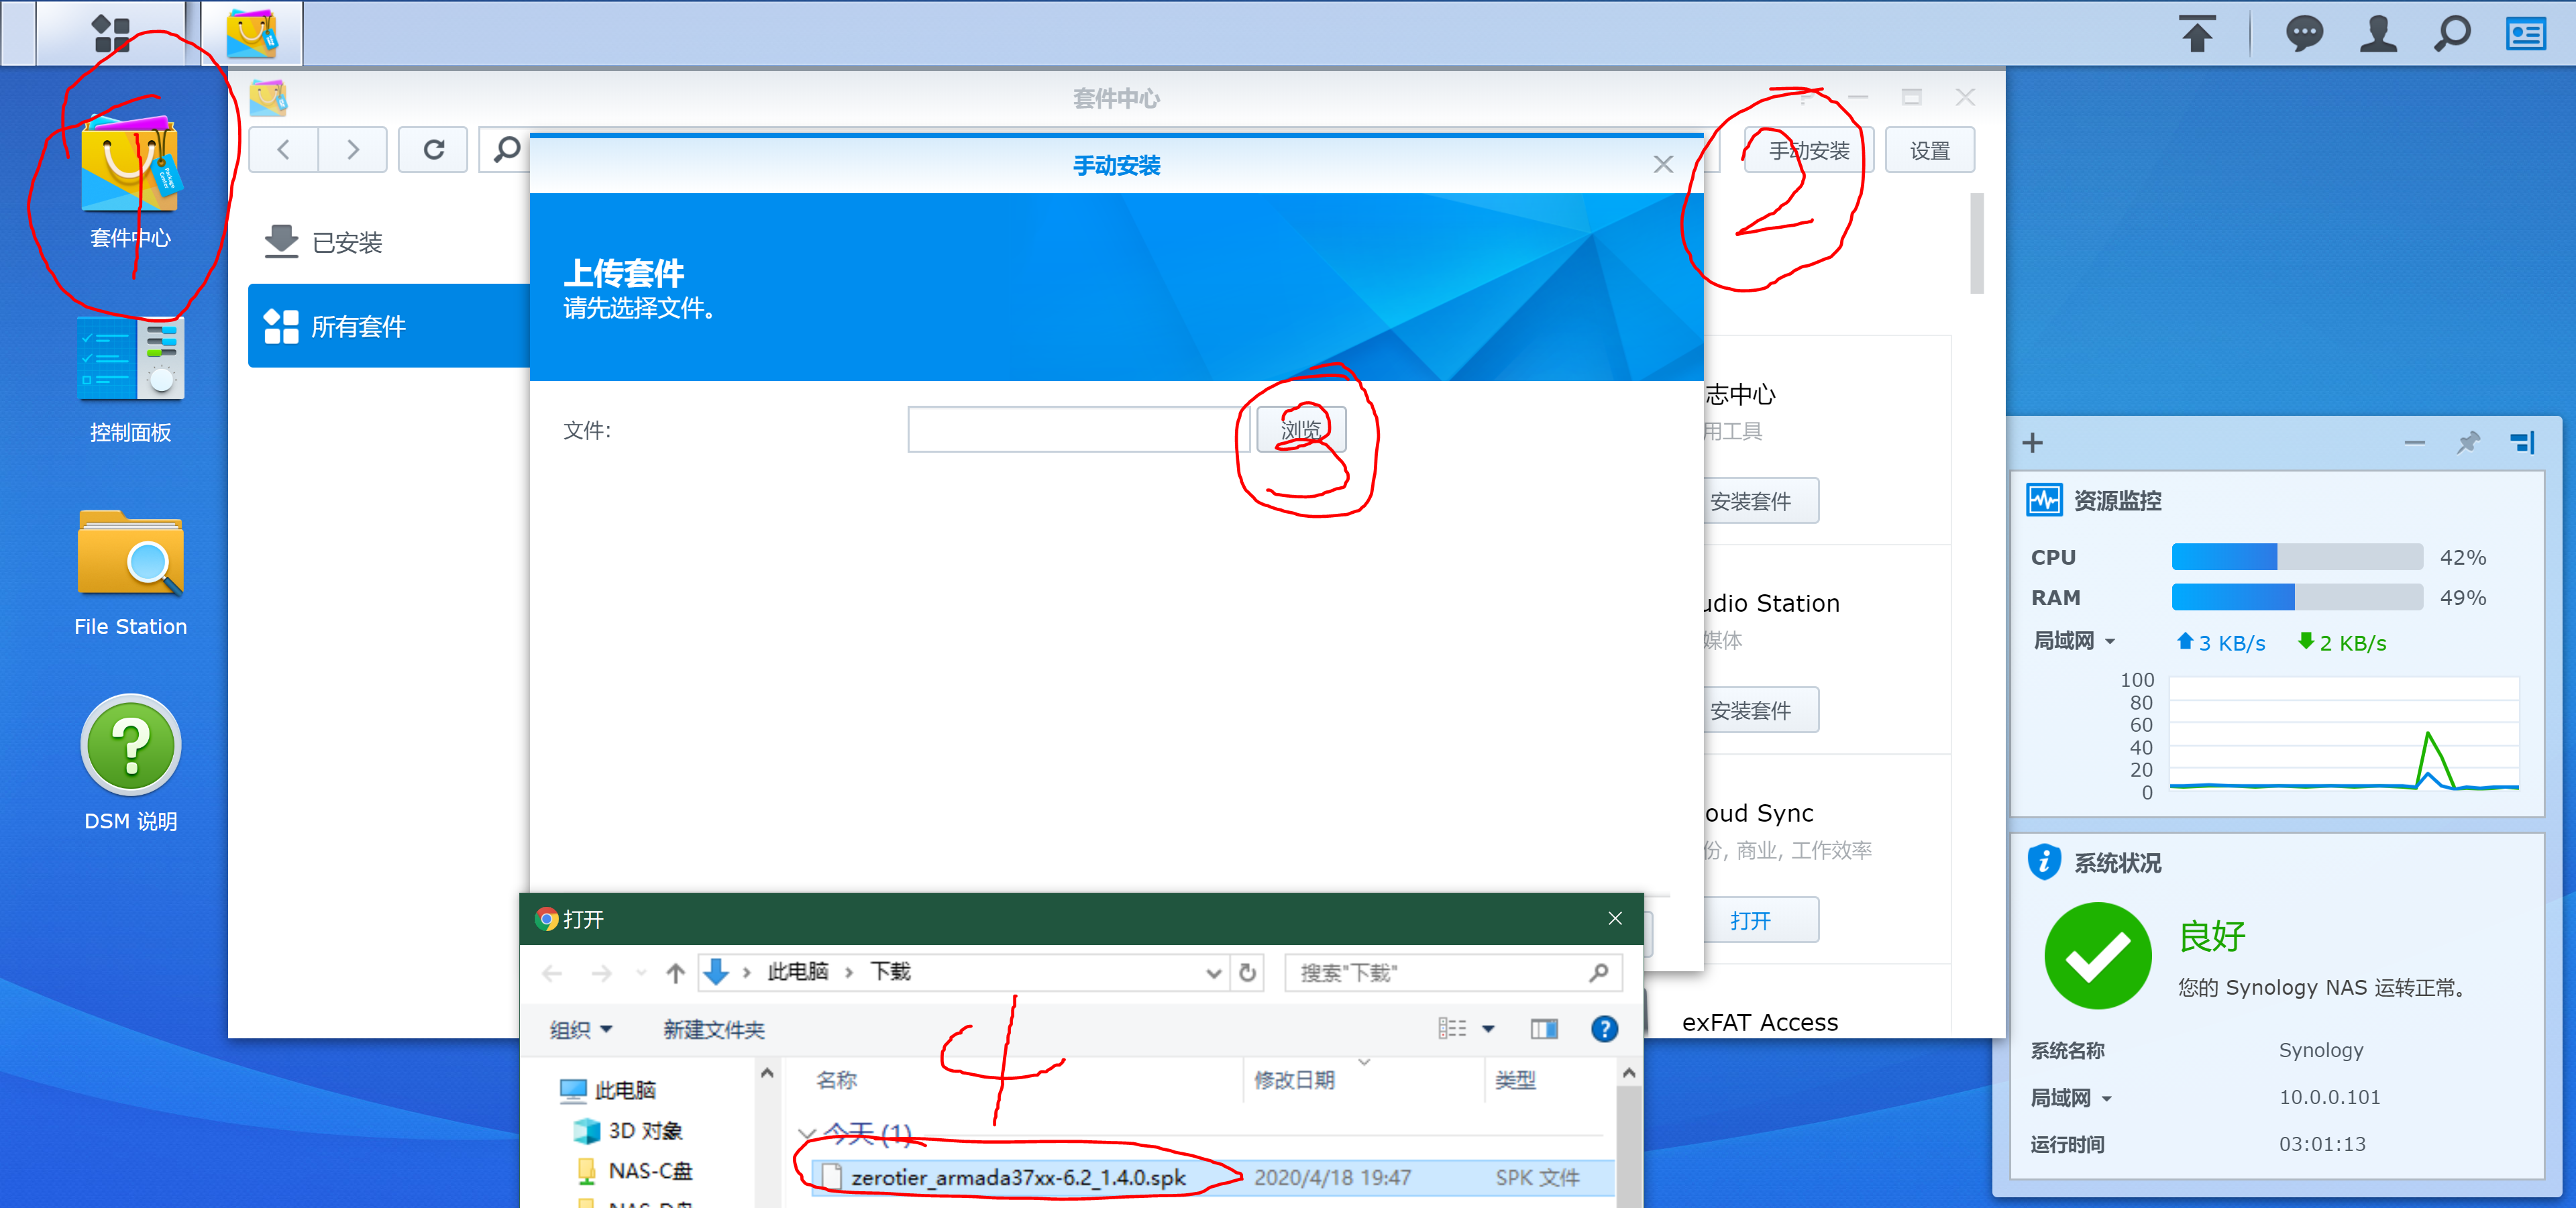 套件中心
手动安装
设置
已安装
所有套件
手动安装
上传套件
请先选择文件。
文件:
浏览
1
2
3
4
套件中心
控制面板
File Station
DSM 说明
志中心
用工具
安装套件
udio Station
媒体
安装套件
oud Sync
份, 商业, 工作效率
打开
exFAT Access
打开
此电脑 › 下载
搜索"下载"
组织
新建文件夹
名称
修改日期
类型
此电脑
3D 对象
NAS-C盘
今天 (1)
zerotier_armada37xx-6.2_1.4.0.spk
2020/4/18 19:47
SPK 文件
资源监控
CPU
42%
RAM
49%
局域网
3 KB/s
2 KB/s
100
80
60
40
20
0
系统状况
良好
您的 Synology NAS 运转正常。
系统名称
Synology
局域网
10.0.0.101
运行时间
03:01:13